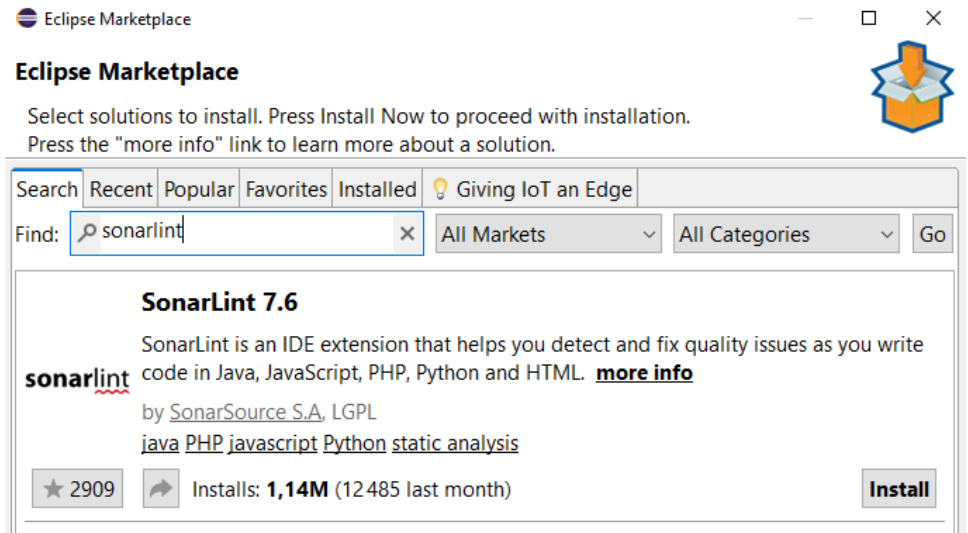 Eclipse Marketplace
Eclipse Marketplace
Select solutions to install. Press Install Now to proceed with installation.
Press the "more info" link to learn more about a solution.
Search Recent Popular Favorites Installed Giving IoT an Edge
Find: sonarlint All Markets All Categories Go
SonarLint 7.6
SonarLint is an IDE extension that helps you detect and fix quality issues as you write
sonarlint code in Java, JavaScript, PHP, Python and HTML. more info
by SonarSource S.A, LGPL
java PHP javascript Python static analysis
2909 Installs: 1,14M (12 485 last month) Install